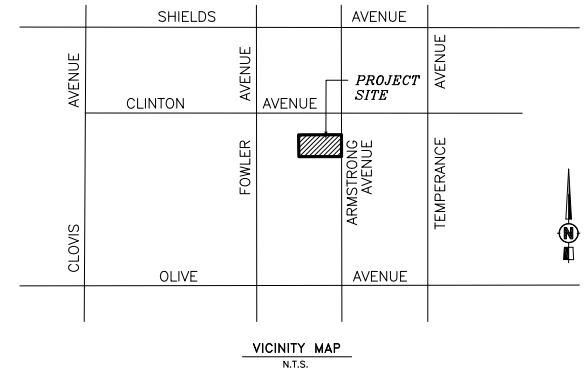 SHIELDS AVENUE
CLOVIS AVENUE
FOWLER AVENUE
TEMPERANCE AVENUE
PROJECT
SITE
CLINTON AVENUE
ARMSTRONG
AVENUE
N
OLIVE AVENUE
VICINITY MAP
N.T.S.